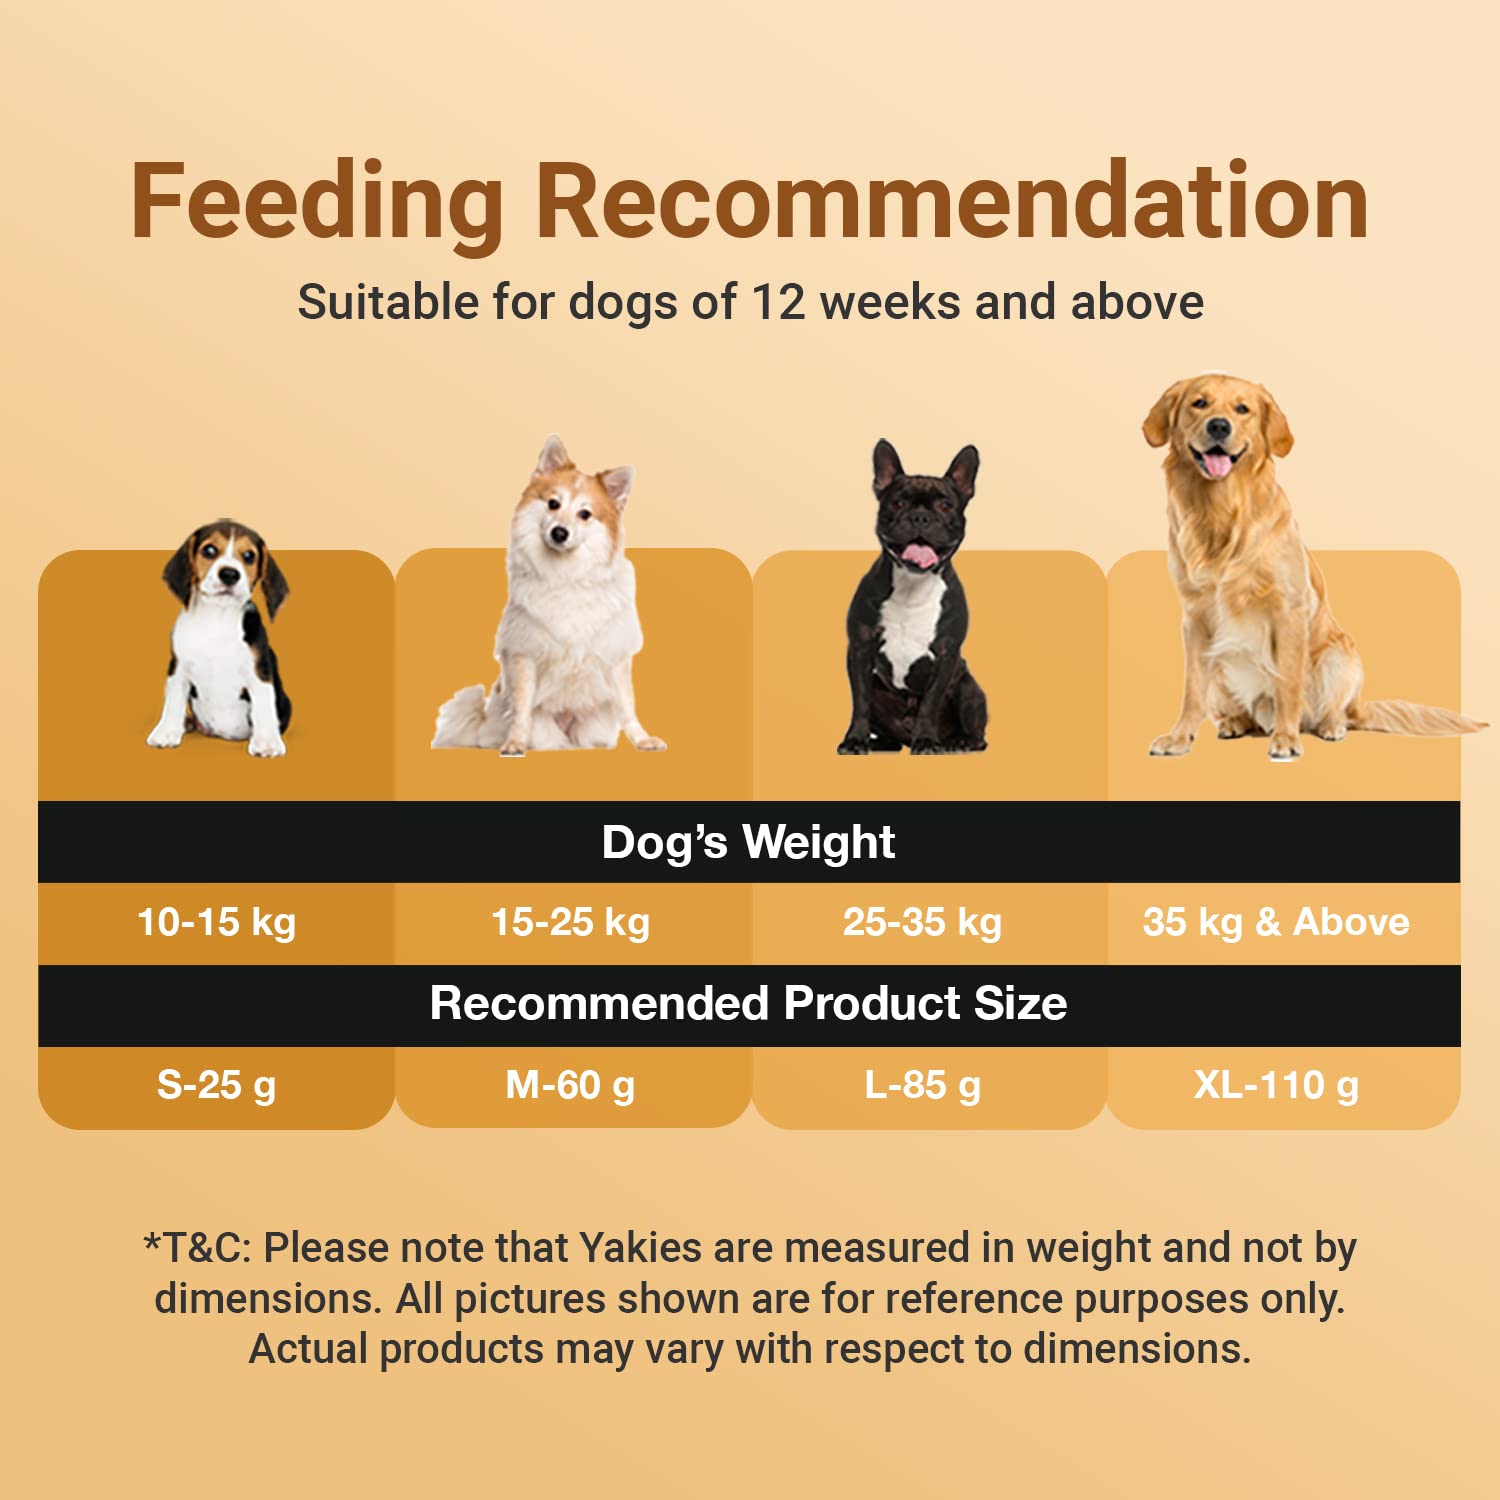 Feeding Recommendation
Suitable for dogs of 12 weeks and above
Dog's Weight
10-15 kg 15-25 kg 25-35 kg 35 kg & Above
Recommended Product Size
S-25 g M-60 g L-85 g XL-110 g
*T&C: Please note that Yakies are measured in weight and not by
dimensions. All pictures shown are for reference purposes only.
Actual products may vary with respect to dimensions.